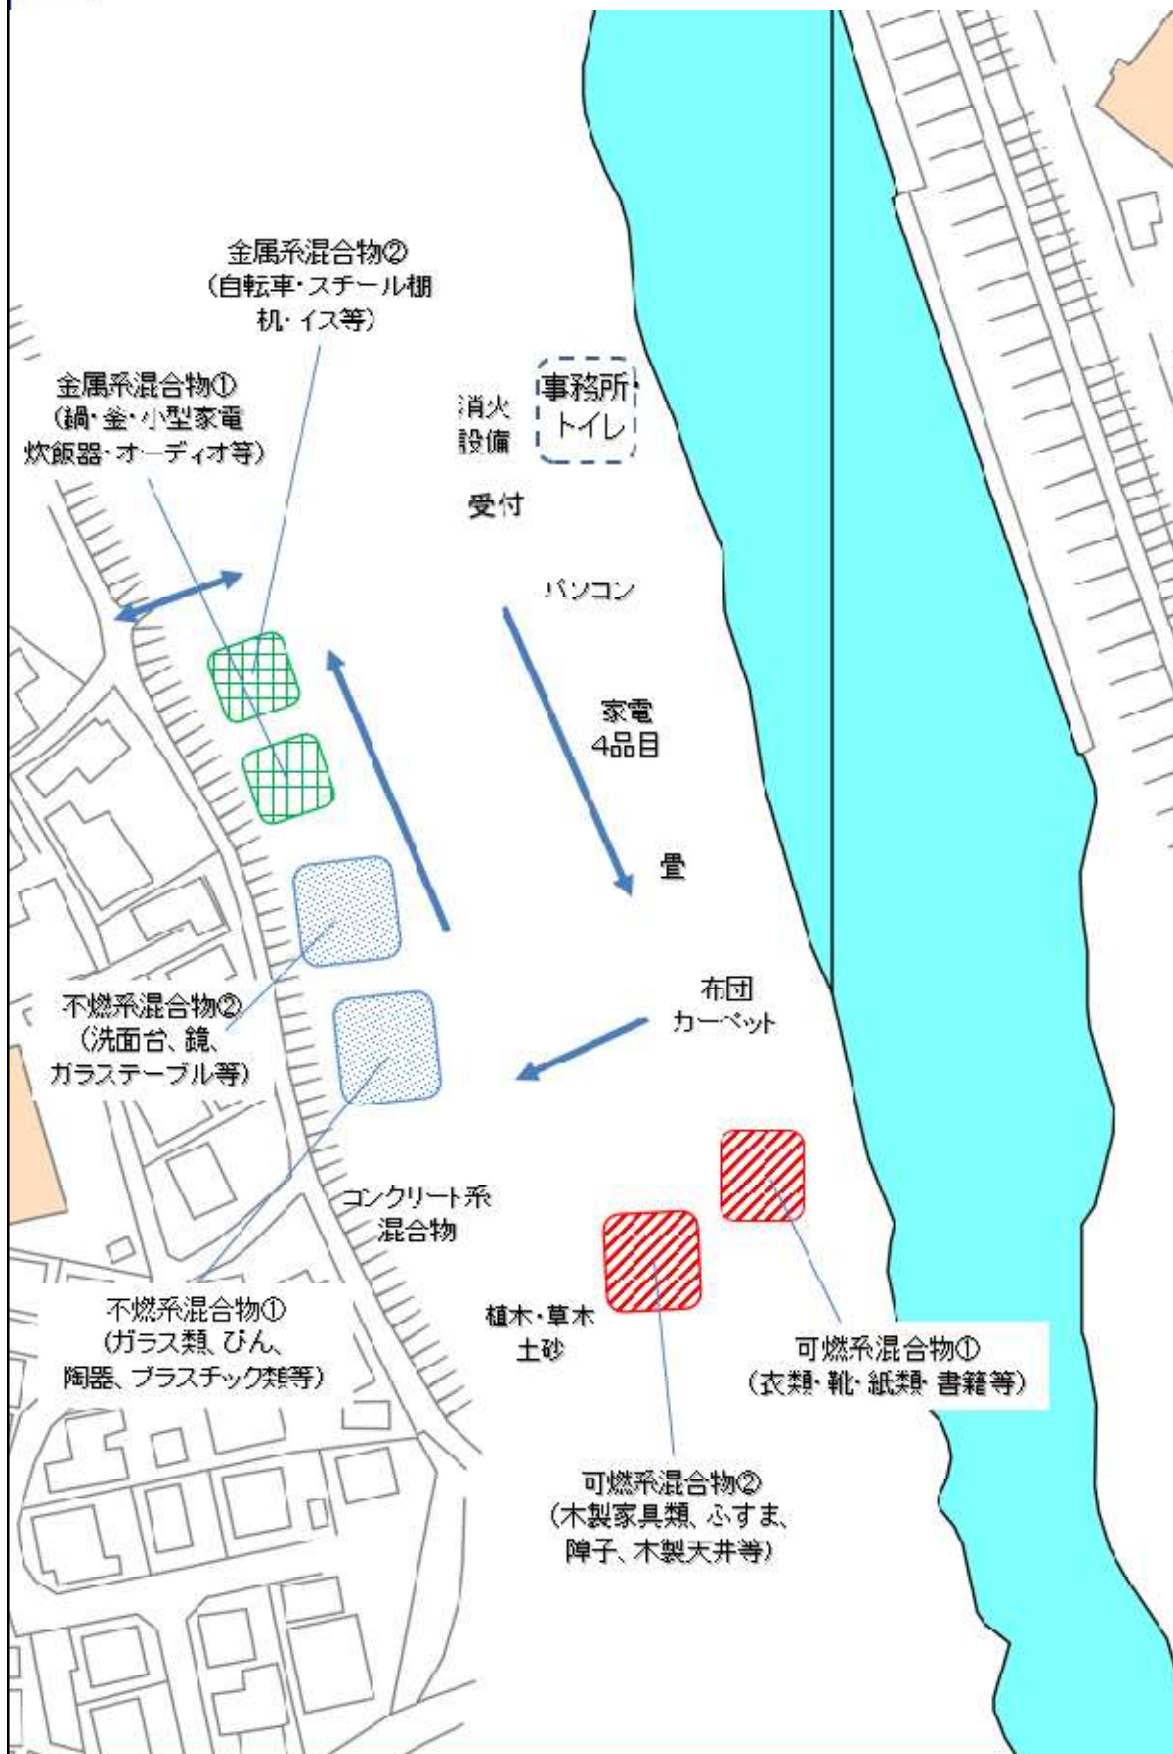 金属系混合物②
（自転車・スチール棚
机・イス等）
金属系混合物①
（鍋・釜・小型家電
炊飯器・オーディオ等）
消火
設備
事務所
トイレ
受付
パソコン
家電
4品目
畳
布団
カーペット
不燃系混合物②
（洗面台、鏡、
ガラステーブル等）
コンクリート系
混合物
不燃系混合物①
（ガラス類、びん、
陶器、プラスチック類等）
植木・草木
土砂
可燃系混合物①
（衣類・靴・紙類・書籍等）
可燃系混合物②
（木製家具類、ふすま、
障子、木製天井等）